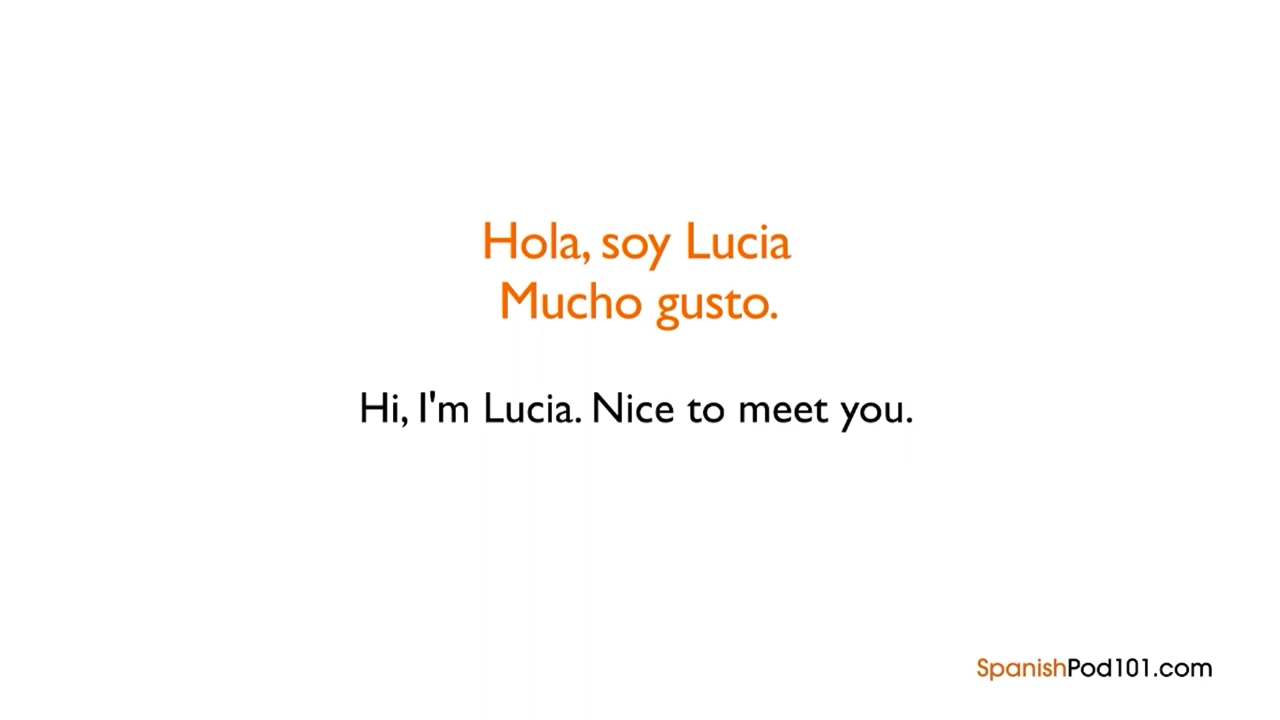 Hola, soy Lucia
Mucho gusto.
Hi, I'm Lucia. Nice to meet you.
SpanishPod101.com